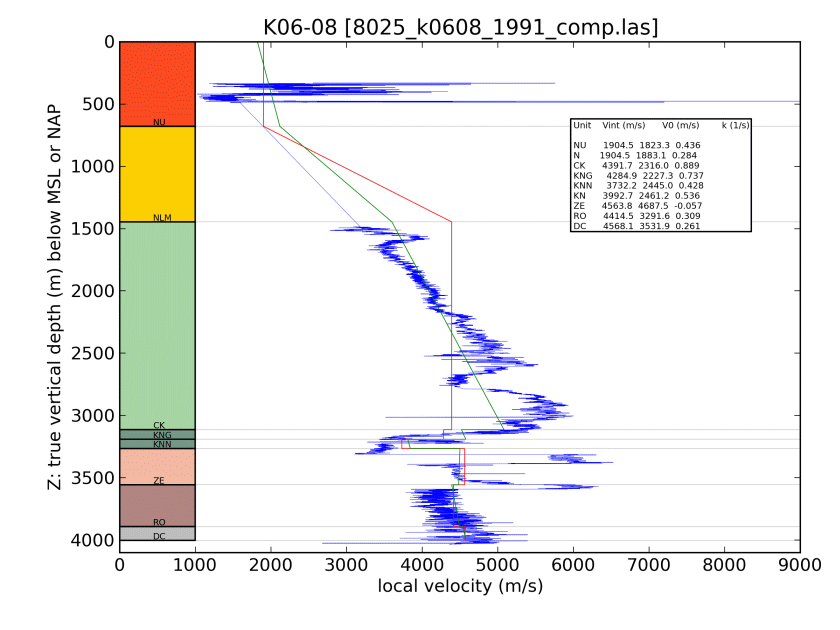 K06-08 [8025_k0608_1991_comp.las]
Z: true vertical depth (m) below MSL or NAP
0
500
1000
1500
2000
2500
3000
3500
4000
NU
NLM
CK
KNG
KNN
ZE
RO
DC
Unit Vint (m/s) V0 (m/s) k (1/s)
NU 1904.5 1823.3 0.436
N 1904.5 1883.1 0.284
CK 4391.7 2316.0 0.889
KNG 4284.9 2227.3 0.737
KNN 3732.2 2445.0 0.428
KN 3992.7 2461.2 0.536
ZE 4563.8 4687.5 -0.057
RO 4414.5 3291.6 0.309
DC 4568.1 3531.9 0.261
0 1000 2000 3000 4000 5000 6000 7000 8000 9000
local velocity (m/s)